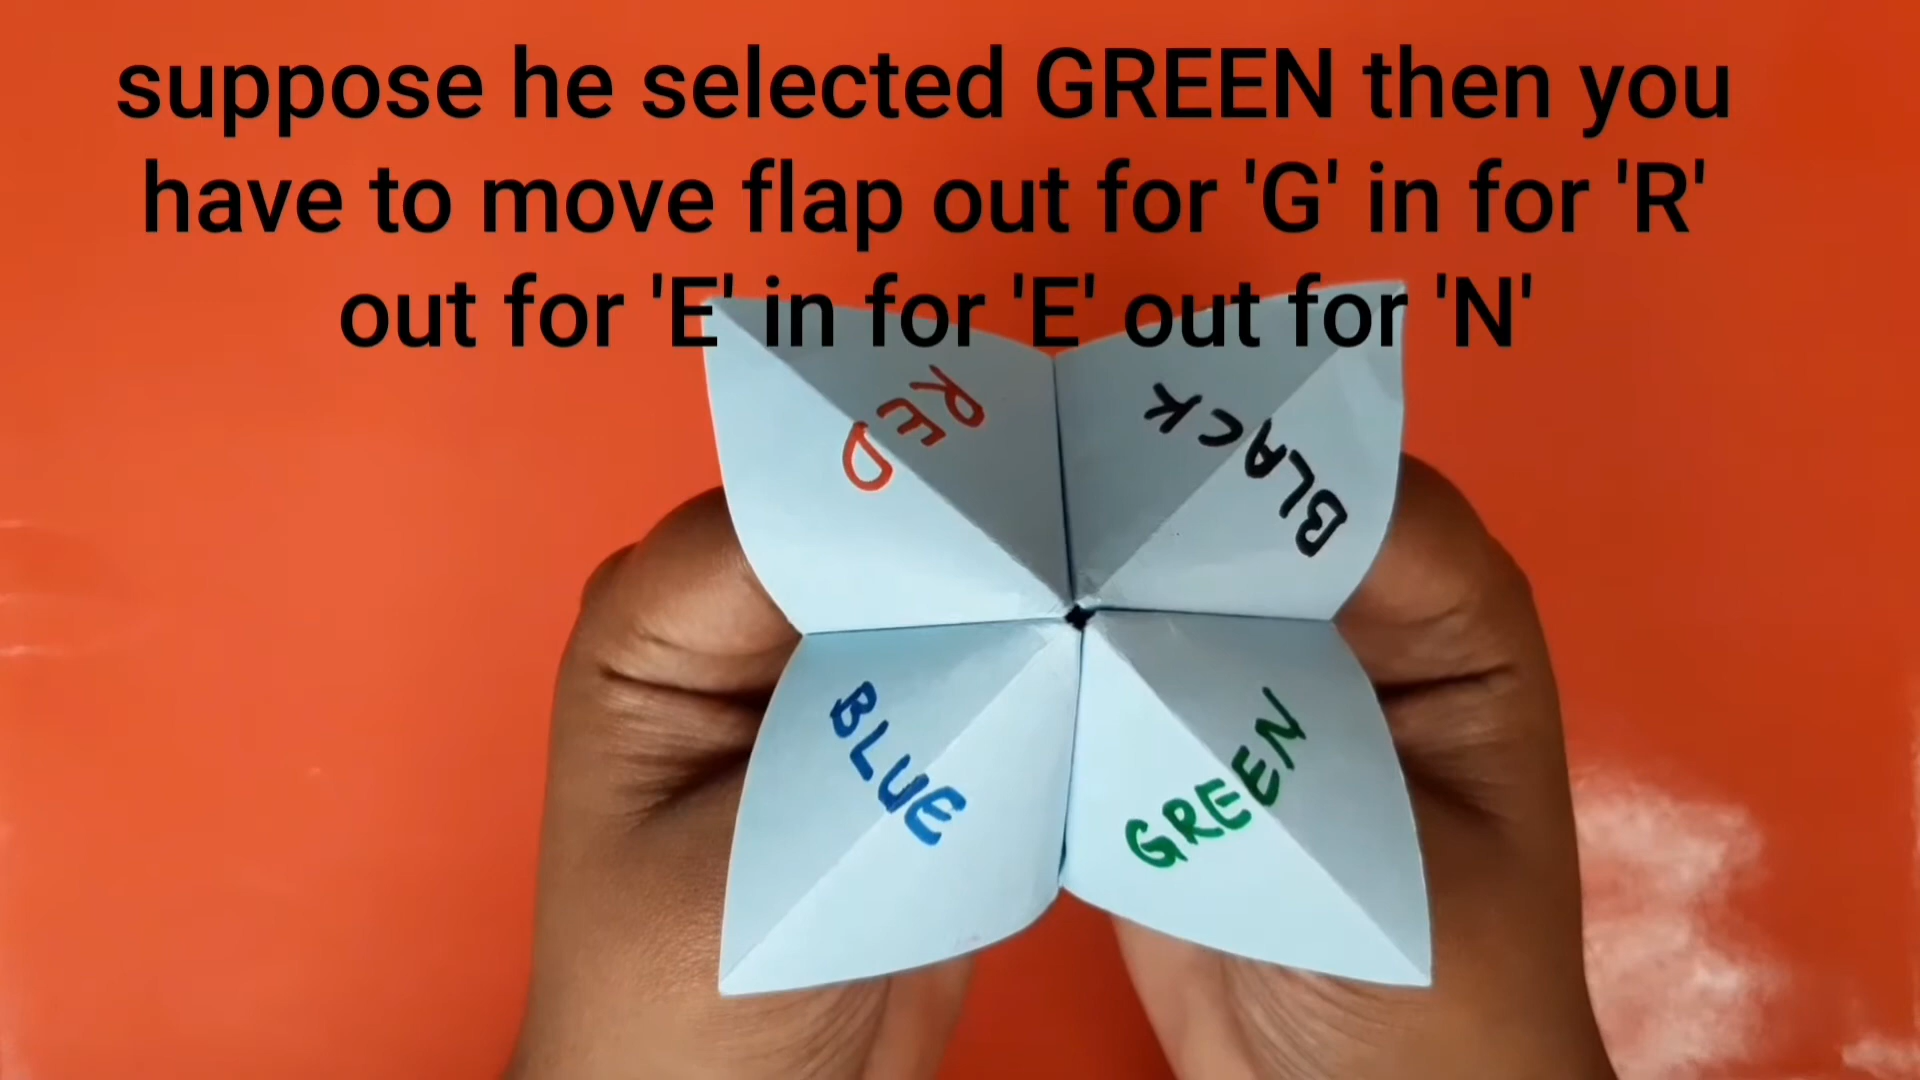 suppose he selected GREEN then you
have to move flap out for 'G' in for 'R'
out for 'E' in for 'E' out for 'N'
RED
BLACK
BLUE
GREEN